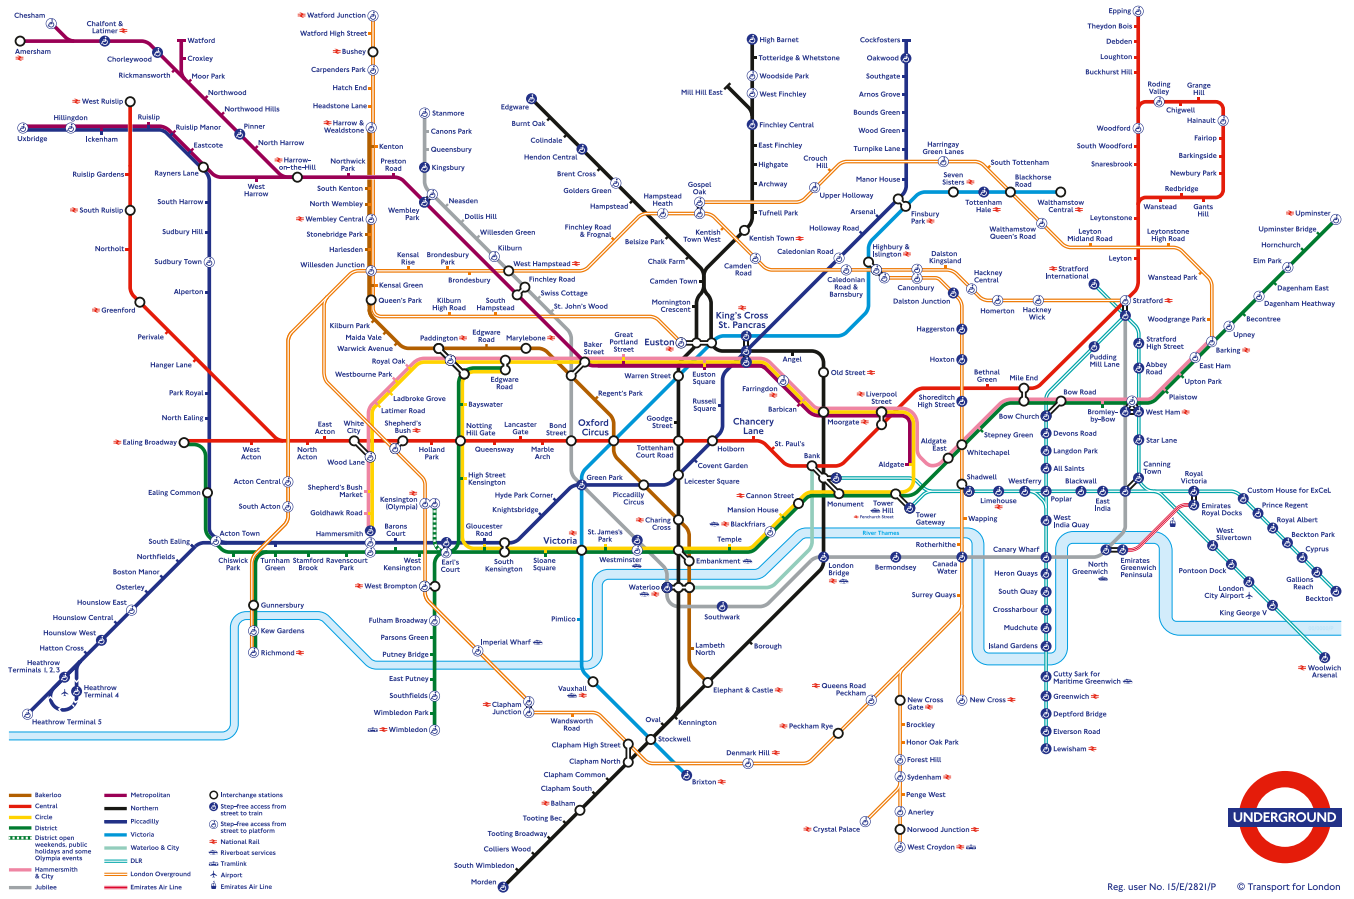 Chesham
Chalfont &
Latimer
Watford
Amersham
Croxley
Chorleywood
Rickmansworth
Moor Park
Northwood
Northwood Hills
West Ruislip
Hillingdon
Ruislip
Ruislip Manor
Pinner
Uxbridge
Ickenham
Eastcote
North Harrow
Harrow-
on-the-Hill
Rayners Lane
West
Harrow
Northwick
Park
Preston
Road
Ruislip Gardens
South Ruislip
Northolt
Greenford
Perivale
Hanger Lane
South Harrow
Sudbury Hill
Sudbury Town
Alperton
Park Royal
North Ealing
Ealing Broadway
West
Acton
North
Acton
East
Acton
White
City
Ealing Common
South Ealing
Acton Town
Northfields
Boston Manor
Osterley
Hounslow East
Hounslow Central
Hounslow West
Hatton Cross
Heathrow
Terminals 1, 2, 3
Heathrow
Terminal 4
Heathrow Terminal 5
Watford Junction
Watford High Street
Bushey
Carpenders Park
Hatch End
Headstone Lane
Harrow &
Wealdstone
Kenton
South Kenton
North Wembley
Wembley Central
Stonebridge Park
Harlesden
Willesden Junction
Kensal Green
Queen's Park
Kilburn Park
Maida Vale
Warwick Avenue
Royal Oak
Westbourne Park
Ladbroke Grove
Latimer Road
Shepherd's
Bush
Wood Lane
Shepherd's Bush
Market
Goldhawk Road
Hammersmith
Acton Central
South Acton
Chiswick
Park
Turnham
Green
Stamford
Brook
Ravenscourt
Park
Barons
Court
West
Kensington
Kensington
(Olympia)
Gunnersbury
Kew Gardens
Richmond
Stanmore
Canons Park
Queensbury
Kingsbury
Wembley
Park
Neasden
Dollis Hill
Willesden Green
Kilburn
West Hampstead
Finchley Road
Swiss Cottage
St. John's Wood
Kensal
Rise
Brondesbury
Park
Brondesbury
Kilburn
High Road
South
Hampstead
Paddington
Edgware
Road
Marylebone
Baker
Street
Great
Portland
Street
Edgware
Road
Bayswater
Notting
Hill Gate
Lancaster
Gate
Bond
Street
Oxford
Circus
Holland
Park
Queensway
Marble
Arch
High Street
Kensington
Hyde Park Corner
Knightsbridge
Green Park
Piccadilly
Circus
Gloucester
Road
Earl's
Court
South
Kensington
Sloane
Square
Victoria
St. James's
Park
Westminster
West Brompton
Fulham Broadway
Parsons Green
Putney Bridge
East Putney
Southfields
Wimbledon Park
Wimbledon
Imperial Wharf
Clapham
Junction
Wandsworth
Road
Pimlico
Vauxhall
Brixton
Edgware
Burnt Oak
Colindale
Hendon Central
Brent Cross
Golders Green
Hampstead
Finchley Road
& Frognal
Hampstead
Heath
Belsize Park
Chalk Farm
Camden Town
Mornington
Crescent
Euston
High Barnet
Totteridge & Whetstone
Woodside Park
West Finchley
Mill Hill East
Finchley Central
East Finchley
Highgate
Archway
Tufnell Park
Gospel
Oak
Kentish
Town West
Kentish Town
Camden
Road
Crouch
Hill
Upper Holloway
King's Cross
St. Pancras
Warren Street
Euston
Square
Russell
Square
Regent's Park
Goodge
Street
Tottenham
Court Road
Holborn
Chancery
Lane
Covent Garden
Leicester Square
Charing
Cross
Embankment
Waterloo
Southwark
Lambeth
North
Elephant & Castle
Borough
Kennington
Oval
Stockwell
Clapham High Street
Clapham North
Clapham Common
Clapham South
Balham
Tooting Bec
Tooting Broadway
Colliers Wood
South Wimbledon
Morden
Cockfosters
Oakwood
Southgate
Arnos Grove
Bounds Green
Wood Green
Turnpike Lane
Manor House
Harringay
Green Lanes
South Tottenham
Seven
Sisters
Blackhorse
Road
Tottenham
Hale
Walthamstow
Central
Walthamstow
Queen's Road
Leyton
Midland Road
Leytonstone
High Road
Wanstead Park
Woodgrange Park
Finsbury
Park
Arsenal
Holloway Road
Caledonian Road
Highbury &
Islington
Caledonian
Road &
Barnsbury
Canonbury
Dalston
Kingsland
Dalston Junction
Hackney
Central
Homerton
Hackney
Wick
Haggerston
Hoxton
Shoreditch
High Street
Angel
Old Street
Farringdon
Barbican
Moorgate
Liverpool
Street
St. Paul's
Bank
Aldgate
Aldgate
East
Whitechapel
Cannon Street
Mansion House
Blackfriars
Temple
Monument
Tower
Hill
Fenchurch Street
Tower
Gateway
River Thames
London
Bridge
Bermondsey
Shadwell
Wapping
Rotherhithe
Canada
Water
Surrey Quays
Epping
Theydon Bois
Debden
Loughton
Buckhurst Hill
Roding
Valley
Grange
Hill
Chigwell
Hainault
Woodford
Fairlop
South Woodford
Barkingside
Snaresbrook
Newbury Park
Redbridge
Wanstead
Gants
Hill
Leytonstone
Leyton
Stratford
International
Stratford
Stratford
High Street
Abbey
Road
Pudding
Mill Lane
Bethnal
Green
Mile End
Bow Road
Bow Church
Bromley-
by-Bow
West Ham
Stepney Green
Devons Road
Langdon Park
All Saints
Star Lane
Canning
Town
Limehouse
Westferry
Poplar
Blackwall
East
India
West
India Quay
Canary Wharf
Heron Quays
South Quay
Crossharbour
Mudchute
Island Gardens
Cutty Sark for
Maritime Greenwich
Greenwich
Deptford Bridge
Elverson Road
Lewisham
North
Greenwich
Emirates
Greenwich
Peninsula
Royal
Victoria
Emirates
Royal Docks
Custom House for ExCeL
Prince Regent
Royal Albert
Beckton Park
Cyprus
Gallions
Reach
Beckton
West
Silvertown
Pontoon Dock
London
City Airport
King George V
Woolwich
Arsenal
Upminster
Upminster Bridge
Hornchurch
Elm Park
Dagenham East
Dagenham Heathway
Becontree
Upney
Barking
East Ham
Upton Park
Plaistow
Queens Road
Peckham
Peckham Rye
Denmark Hill
New Cross
Gate
New Cross
Brockley
Honor Oak Park
Forest Hill
Sydenham
Penge West
Crystal Palace
Anerley
Norwood Junction
West Croydon
Bakerloo
Central
Circle
District
District open
weekends, public
holidays and some
Olympia events
Hammersmith
& City
Jubilee
Metropolitan
Northern
Piccadilly
Victoria
Waterloo & City
DLR
London Overground
Emirates Air Line
Interchange stations
Step-free access from
street to train
Step-free access from
street to platform
National Rail
Riverboat services
Tramlink
Airport
Emirates Air Line
UNDERGROUND
Reg. user No. 15/E/2821/P
© Transport for London